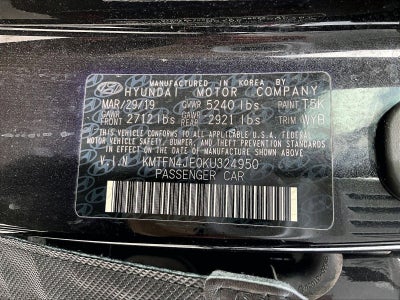 MANUFACTURED IN KOREA BY
HYUNDAI MOTOR COMPANY
MAR/29/19 GVWR 5240 lbs PAINT T5K
GAWR FRONT 2712 lbs GAWR REAR 2921 lbs TRIM WYB
THIS VEHICLE CONFORMS TO ALL APPLICABLE U.S.A.
FEDERAL MOTOR VEHICLE SAFETY, BUMPER, AND
THEFT PREVENTION STANDARDS IN EFFECT ON THE
DATE OF MANUFACTURE SHOWN ABOVE.
V.I.N KMTFN4JE0KU324950
PASSENGER CAR